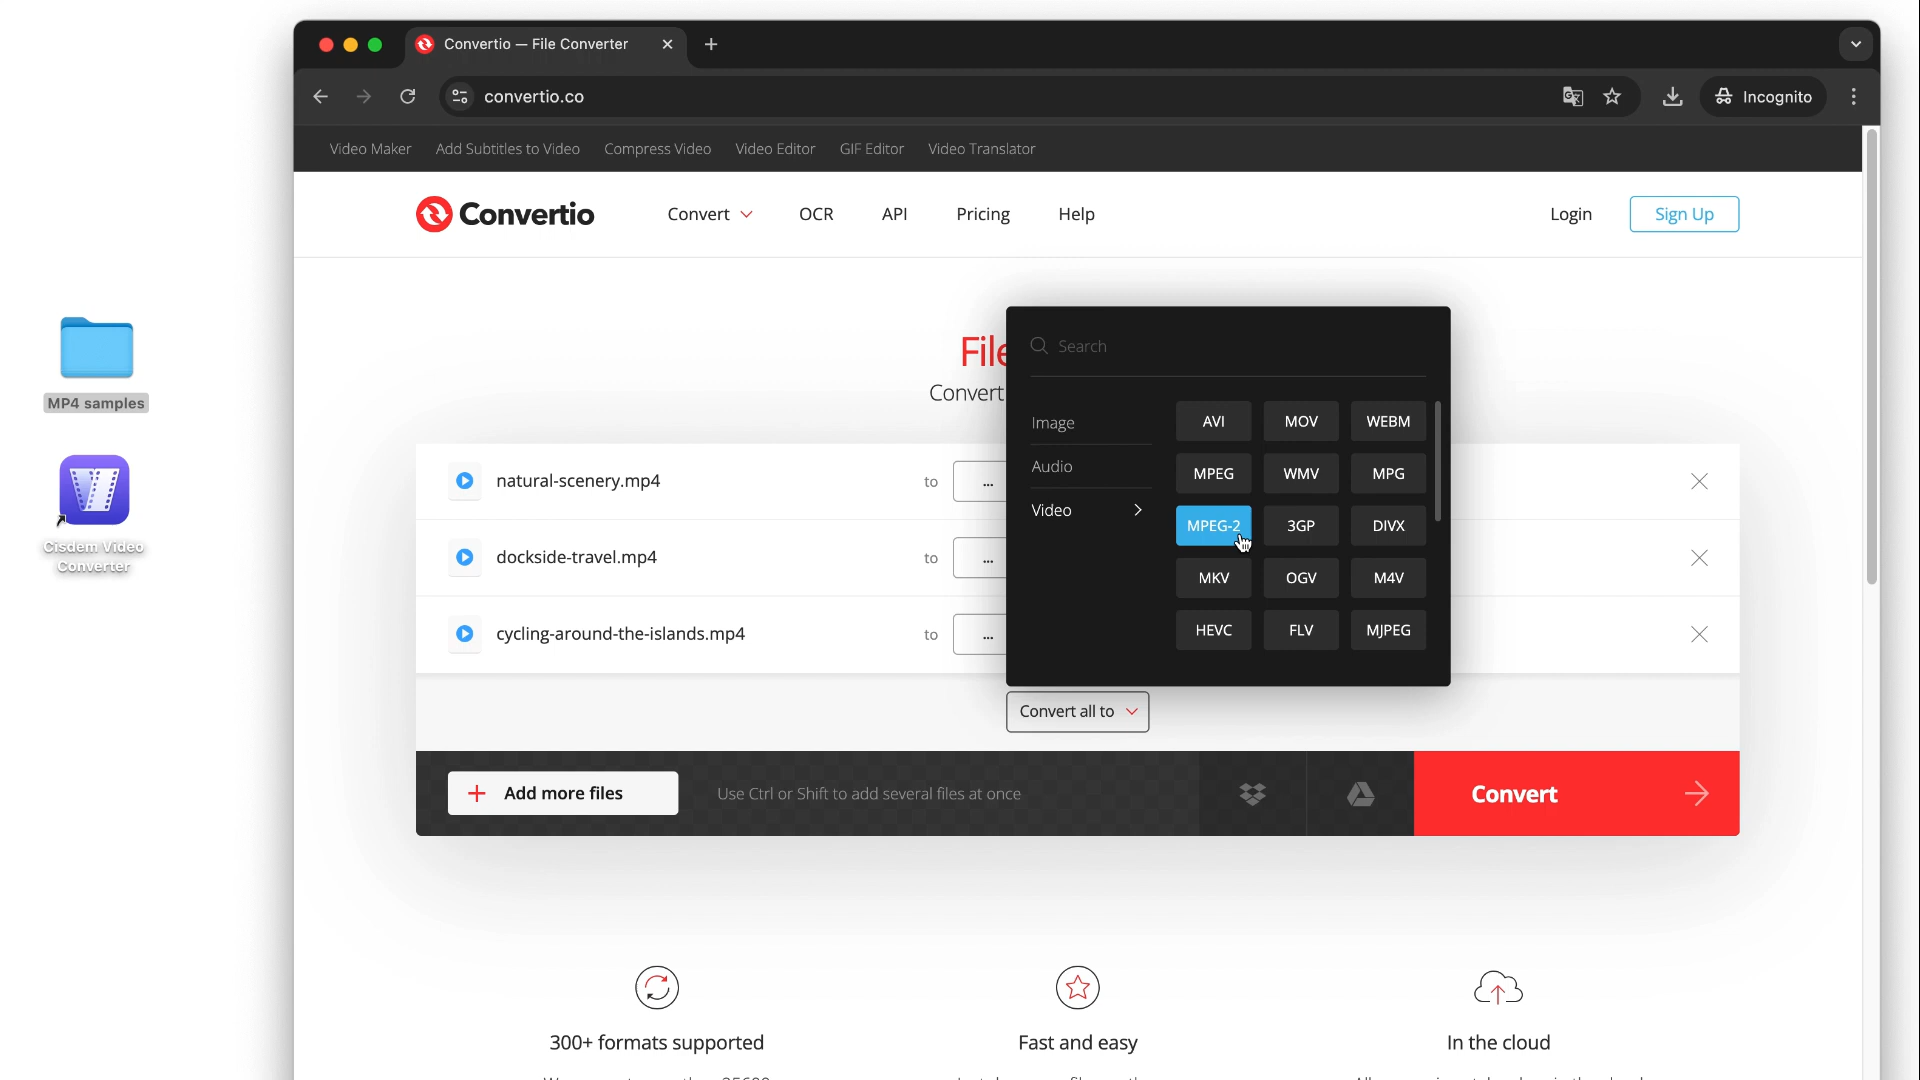 Convertio — File Converter
convertio.co
Incognito
Video Maker Add Subtitles to Video Compress Video Video Editor GIF Editor Video Translator
Convertio Convert OCR API Pricing Help Login Sign Up
File
Convert
Search
Image
Audio
Video
AVI MOV WEBM
MPEG WMV MPG
MPEG-2 3GP DIVX
MKV OGV M4V
HEVC FLV MJPEG
natural-scenery.mp4 to ...
dockside-travel.mp4 to ...
cycling-around-the-islands.mp4 to ...
Convert all to
Add more files Use Ctrl or Shift to add several files at once Convert
300+ formats supported Fast and easy In the cloud
MP4 samples
Cisdem Video
Converter